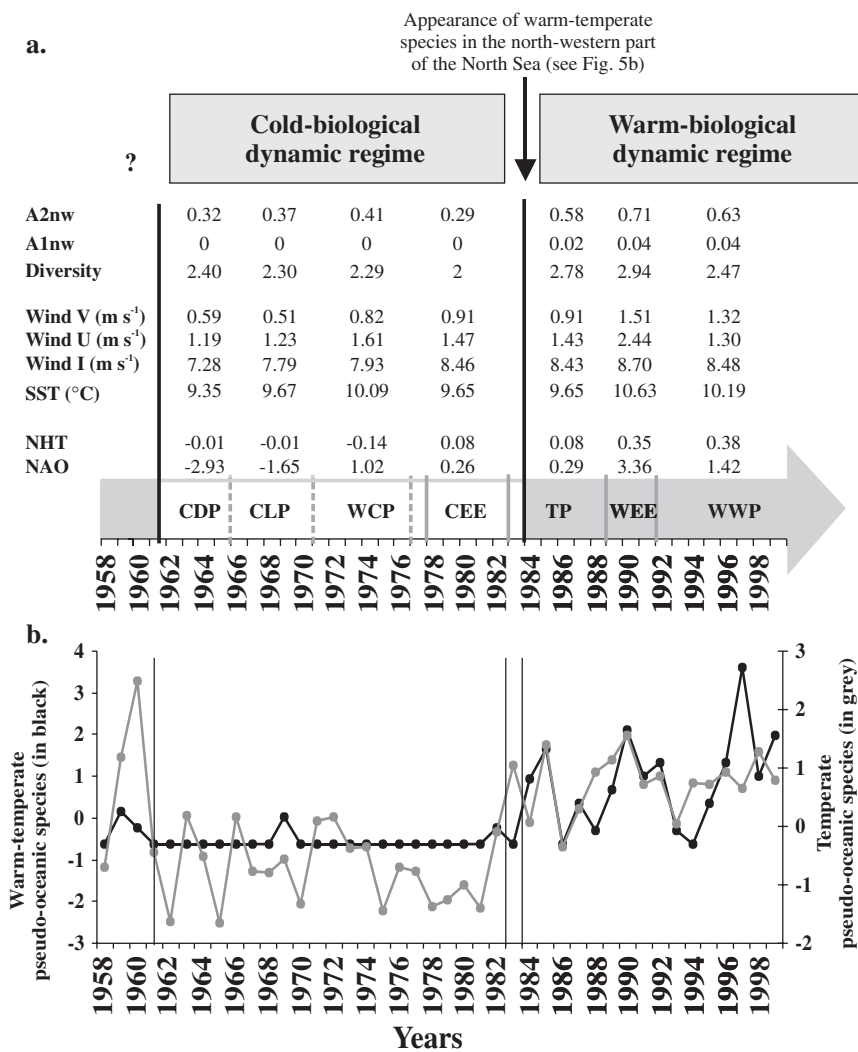 a.
Appearance of warm-temperate
species in the north-western part
of the North Sea (see Fig. 5b)
?
Cold-biological
dynamic regime
Warm-biological
dynamic regime
A2nw 0.32 0.37 0.41 0.29 0.58 0.71 0.63
A1nw 0 0 0 0 0.02 0.04 0.04
Diversity 2.40 2.30 2.29 2 2.78 2.94 2.47
Wind V (m s⁻¹) 0.59 0.51 0.82 0.91 0.91 1.51 1.32
Wind U (m s⁻¹) 1.19 1.23 1.61 1.47 1.43 2.44 1.30
Wind I (m s⁻¹) 7.28 7.79 7.93 8.46 8.43 8.70 8.48
SST (°C) 9.35 9.67 10.09 9.65 9.65 10.63 10.19
NHT -0.01 -0.01 -0.14 0.08 0.08 0.35 0.38
NAO -2.93 -1.65 1.02 0.26 0.29 3.36 1.42
CDP CLP WCP CEE TP WEE WWP
1958 1960 1962 1964 1966 1968 1970 1972 1974 1976 1978 1980 1982 1984 1986 1988 1990 1992 1994 1996 1998
b.
Warm-temperate
pseudo-oceanic species (in black)
4
3
2
1
0
-1
-2
-3
3
2
1
0
-1
-2
Temperate
pseudo-oceanic species (in grey)
1958 1960 1962 1964 1966 1968 1970 1972 1974 1976 1978 1980 1982 1984 1986 1988 1990 1992 1994 1996 1998
Years